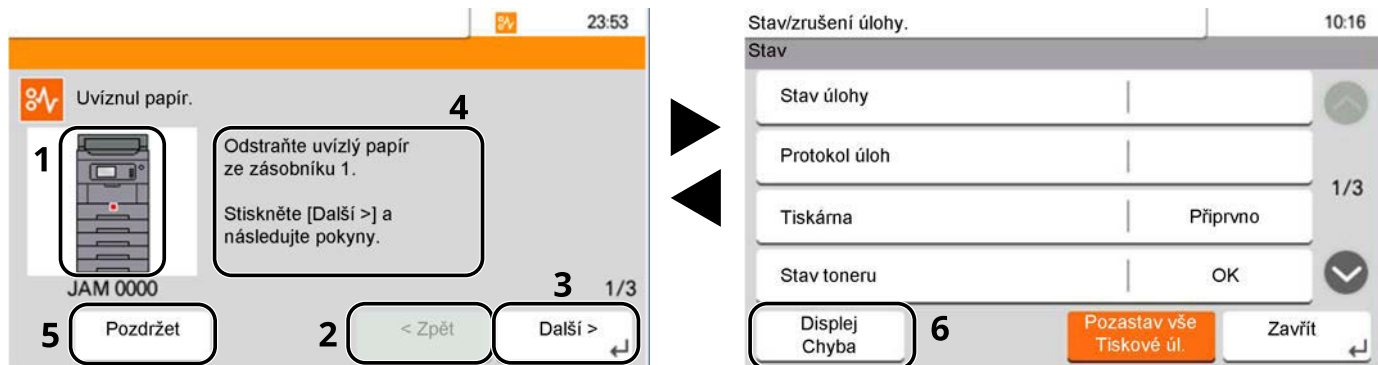 23:53
Uvíznul papír.
4
1
Odstraňte uvízlý papír
ze zásobníku 1.
Stiskněte [Další >] a
následujte pokyny.
JAM 0000
3
1/3
5
Pozdržet
2
< Zpět
Další >
Stav/zrušení úlohy.
10:16
Stav
Stav úlohy
Protokol úloh
1/3
Tiskárna
Připrvno
Stav toneru
OK
Displej
Chyba
6
Pozastav vše
Tiskové úl.
Zavřít